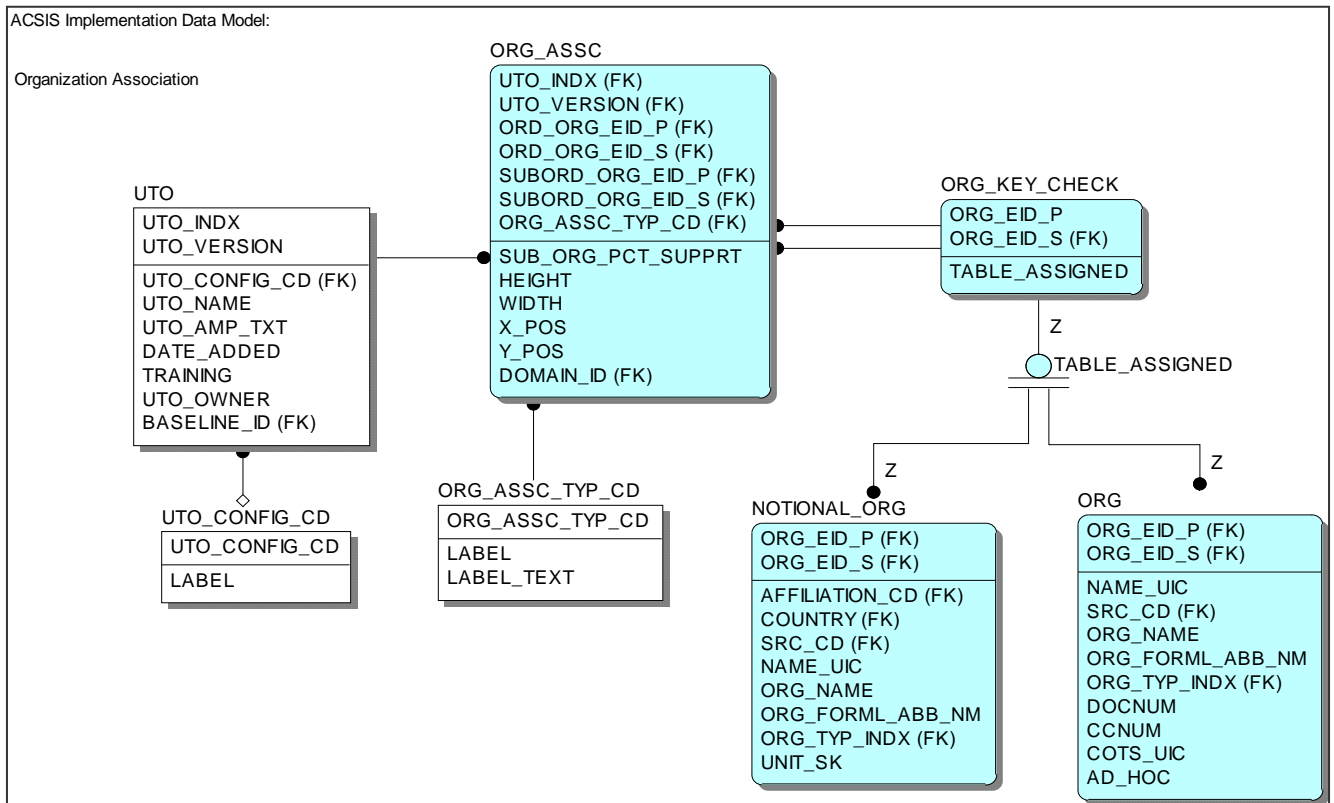 ACSIS Implementation Data Model:
Organization Association
ORG_ASSC
UTO_INDX (FK)
UTO_VERSION (FK)
ORD_ORG_EID_P (FK)
ORD_ORG_EID_S (FK)
SUBORD_ORG_EID_P (FK)
SUBORD_ORG_EID_S (FK)
ORG_ASSC_TYP_CD (FK)
SUB_ORG_PCT_SUPPRT
HEIGHT
WIDTH
X_POS
Y_POS
DOMAIN_ID (FK)
UTO
UTO_INDX
UTO_VERSION
UTO_CONFIG_CD (FK)
UTO_NAME
UTO_AMP_TXT
DATE_ADDED
TRAINING
UTO_OWNER
BASELINE_ID (FK)
ORG_KEY_CHECK
ORG_EID_P
ORG_EID_S (FK)
TABLE_ASSIGNED
Z
TABLE_ASSIGNED
Z
Z
UTO_CONFIG_CD
UTO_CONFIG_CD
LABEL
ORG_ASSC_TYP_CD
ORG_ASSC_TYP_CD
LABEL
LABEL_TEXT
NOTIONAL_ORG
ORG_EID_P (FK)
ORG_EID_S (FK)
AFFILIATION_CD (FK)
COUNTRY (FK)
SRC_CD (FK)
NAME_UIC
ORG_NAME
ORG_FORML_ABB_NM
ORG_TYP_INDX (FK)
UNIT_SK
ORG
ORG_EID_P (FK)
ORG_EID_S (FK)
NAME_UIC
SRC_CD (FK)
ORG_NAME
ORG_FORML_ABB_NM
ORG_TYP_INDX (FK)
DOCNUM
CCNUM
COTS_UIC
AD_HOC